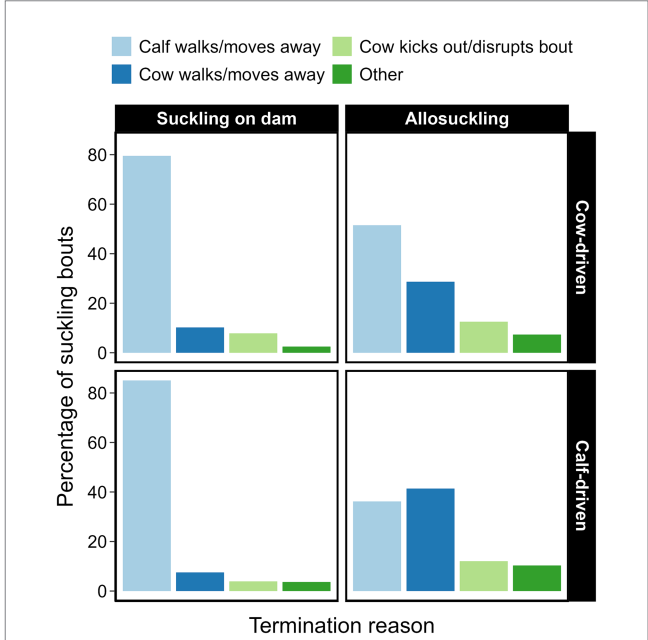 Calf walks/moves away
Cow kicks out/disrupts bout
Cow walks/moves away
Other
Suckling on dam
Allosuckling
Percentage of suckling bouts
80
60
40
20
0
Cow-driven
80
60
40
20
0
Calf-driven
Termination reason